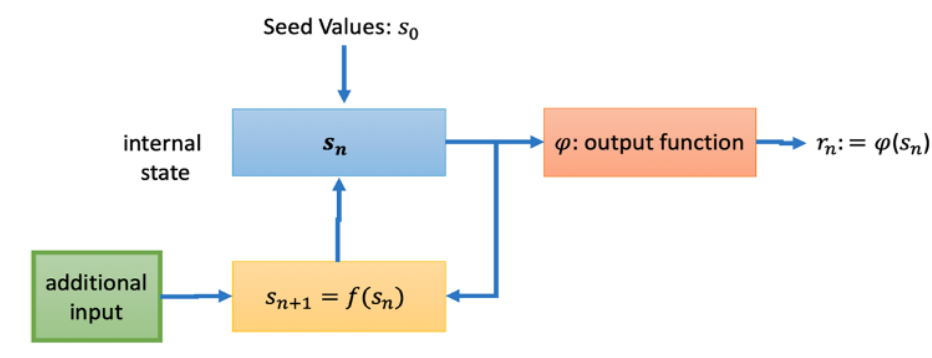 Seed Values: s₀
internal
state
sₙ
φ: output function
rₙ: = φ(sₙ)
additional
input
sₙ₊₁ = f(sₙ)